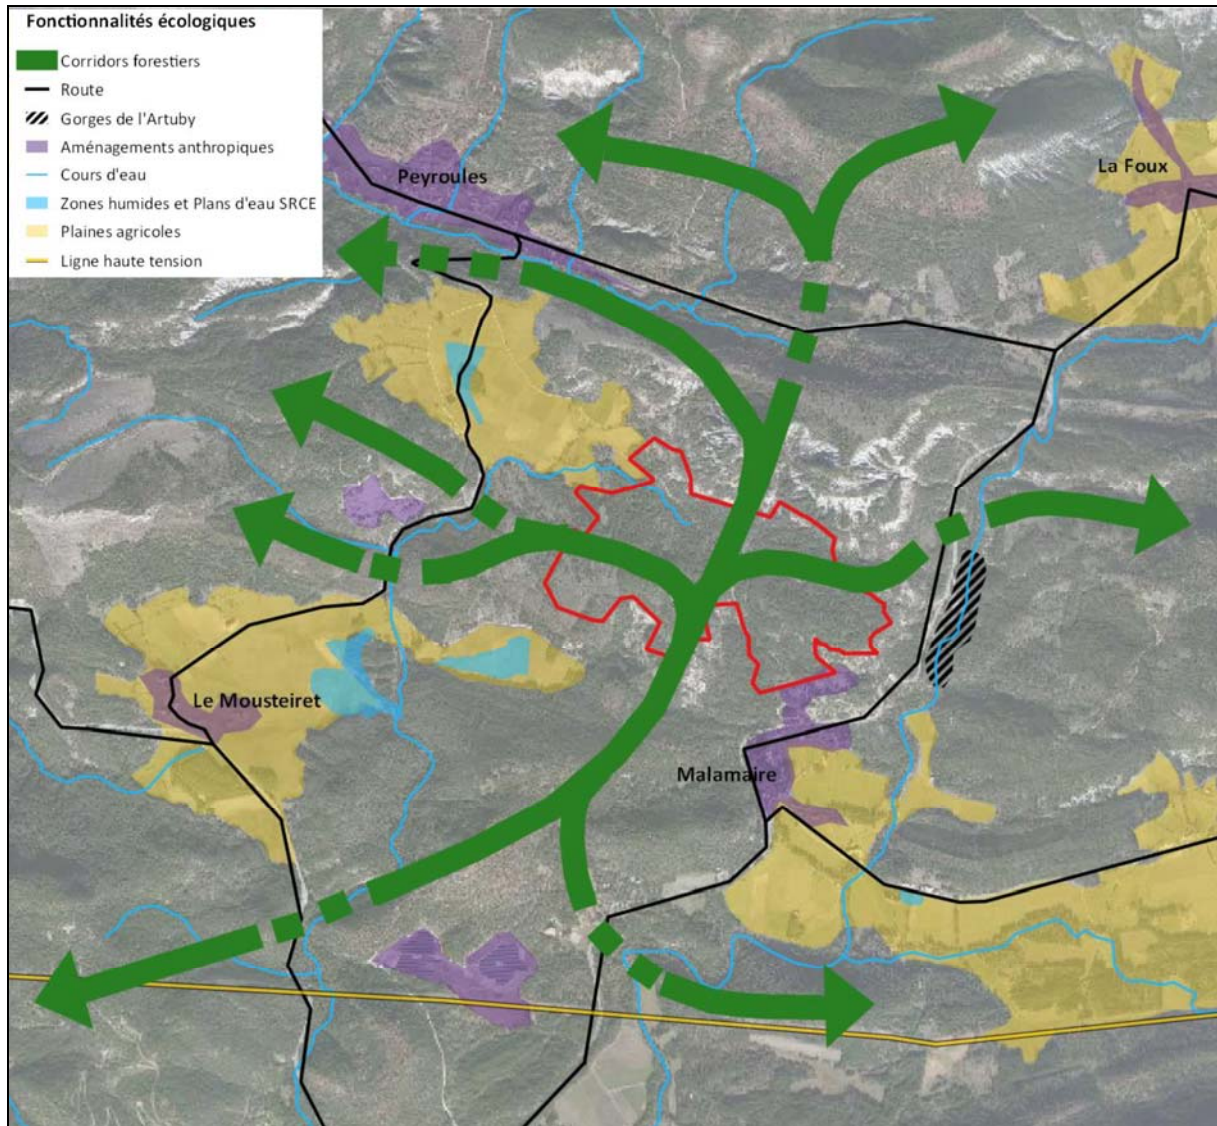 Fonctionnalités écologiques
Corridors forestiers
Route
Gorges de l'Artuby
Aménagements anthropiques
Cours d'eau
Zones humides et Plans d'eau SRCE
Plaines agricoles
Ligne haute tension
Peyroules
La Foux
Le Mousteiret
Malamaire